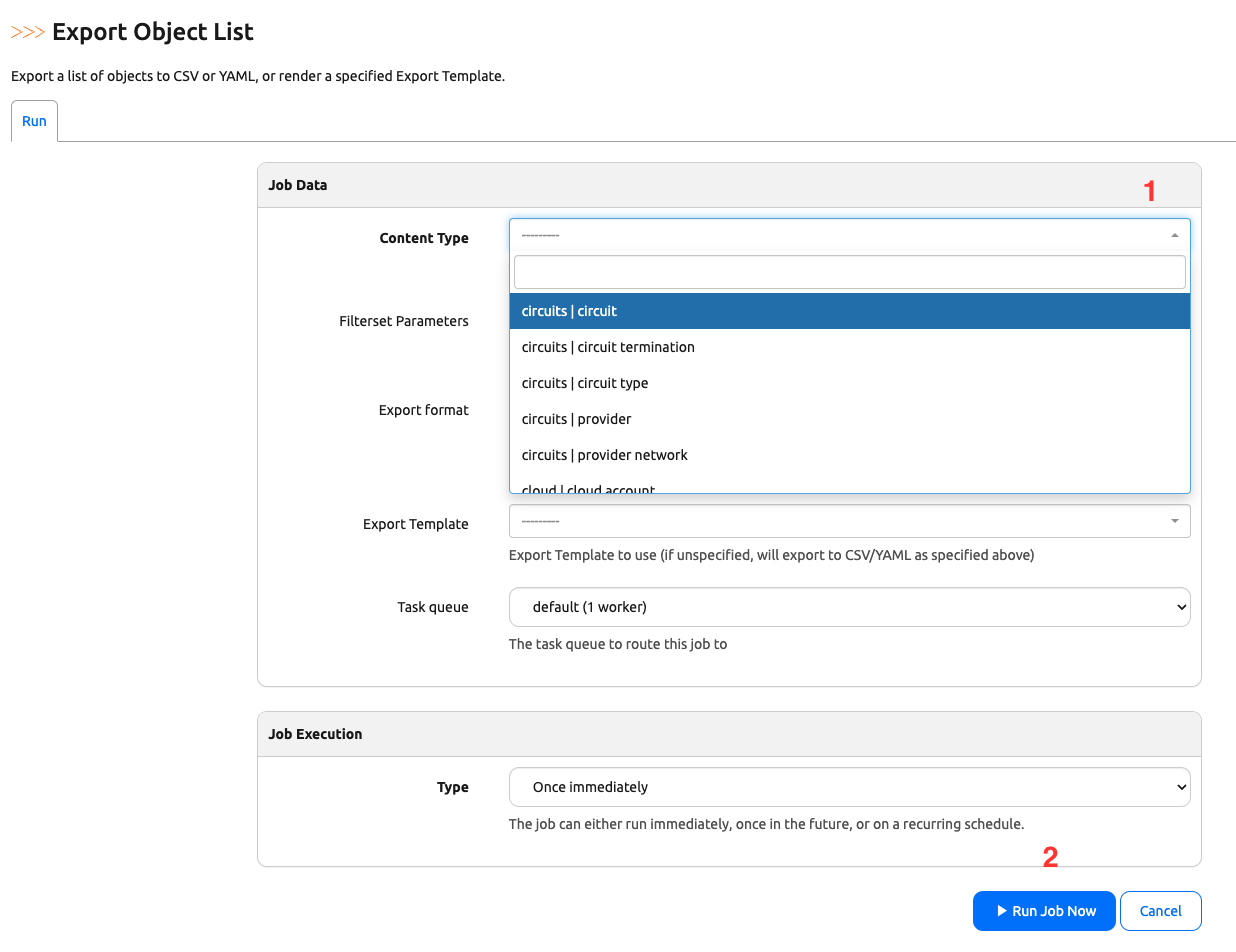 >>> Export Object List
Export a list of objects to CSV or YAML, or render a specified Export Template.
Run
Job Data
1
Content Type
---------
circuits | circuit
Filterset Parameters
circuits | circuit termination
circuits | circuit type
Export format
circuits | provider
circuits | provider network
cloud | cloud account
Export Template
---------
Export Template to use (if unspecified, will export to CSV/YAML as specified above)
Task queue
default (1 worker)
The task queue to route this job to
Job Execution
Type
Once immediately
The job can either run immediately, once in the future, or on a recurring schedule.
2
Run Job Now
Cancel